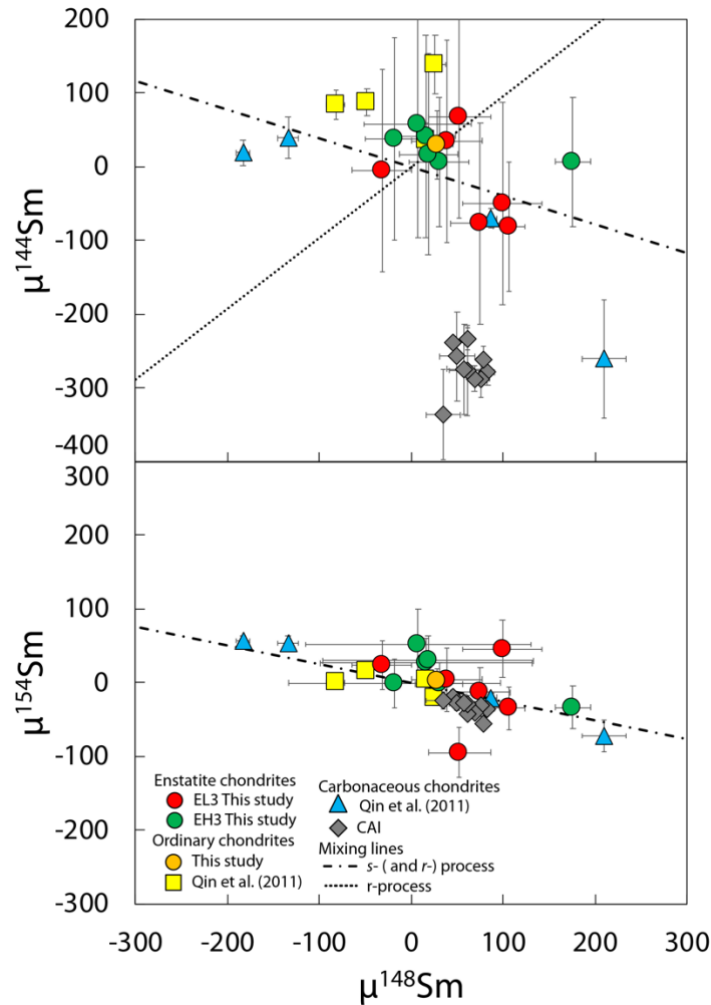 200
100
0
-100
-200
-300
-400
μ¹⁴⁴Sm
300
200
100
0
-100
-200
-300
μ¹⁵⁴Sm
Enstatite chondrites
EL3 This study
EH3 This study
Ordinary chondrites
This study
Qin et al. (2011)
Carbonaceous chondrites
Qin et al. (2011)
CAI
Mixing lines
s- ( and r-) process
r-process
-300 -200 -100 0 100 200 300
μ¹⁴⁸Sm